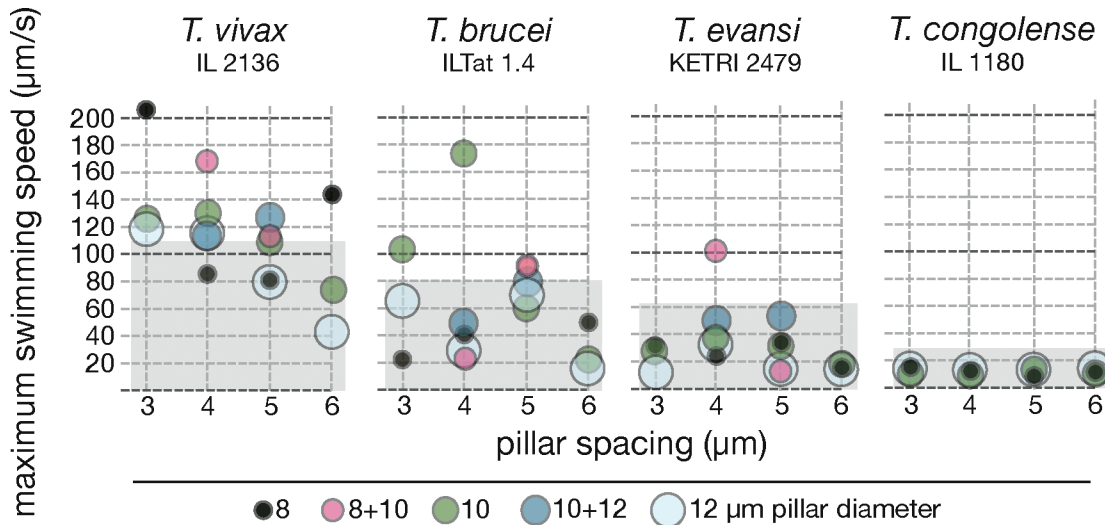 T. vivax T. brucei T. evansi T. congolense
IL 2136 ILTat 1.4 KETRI 2479 IL 1180
maximum swimming speed (µm/s)
200
180
160
140
120
100
80
60
40
20
3 4 5 6 3 4 5 6 3 4 5 6 3 4 5 6
pillar spacing (µm)
8 8+10 10 10+12 12 µm pillar diameter